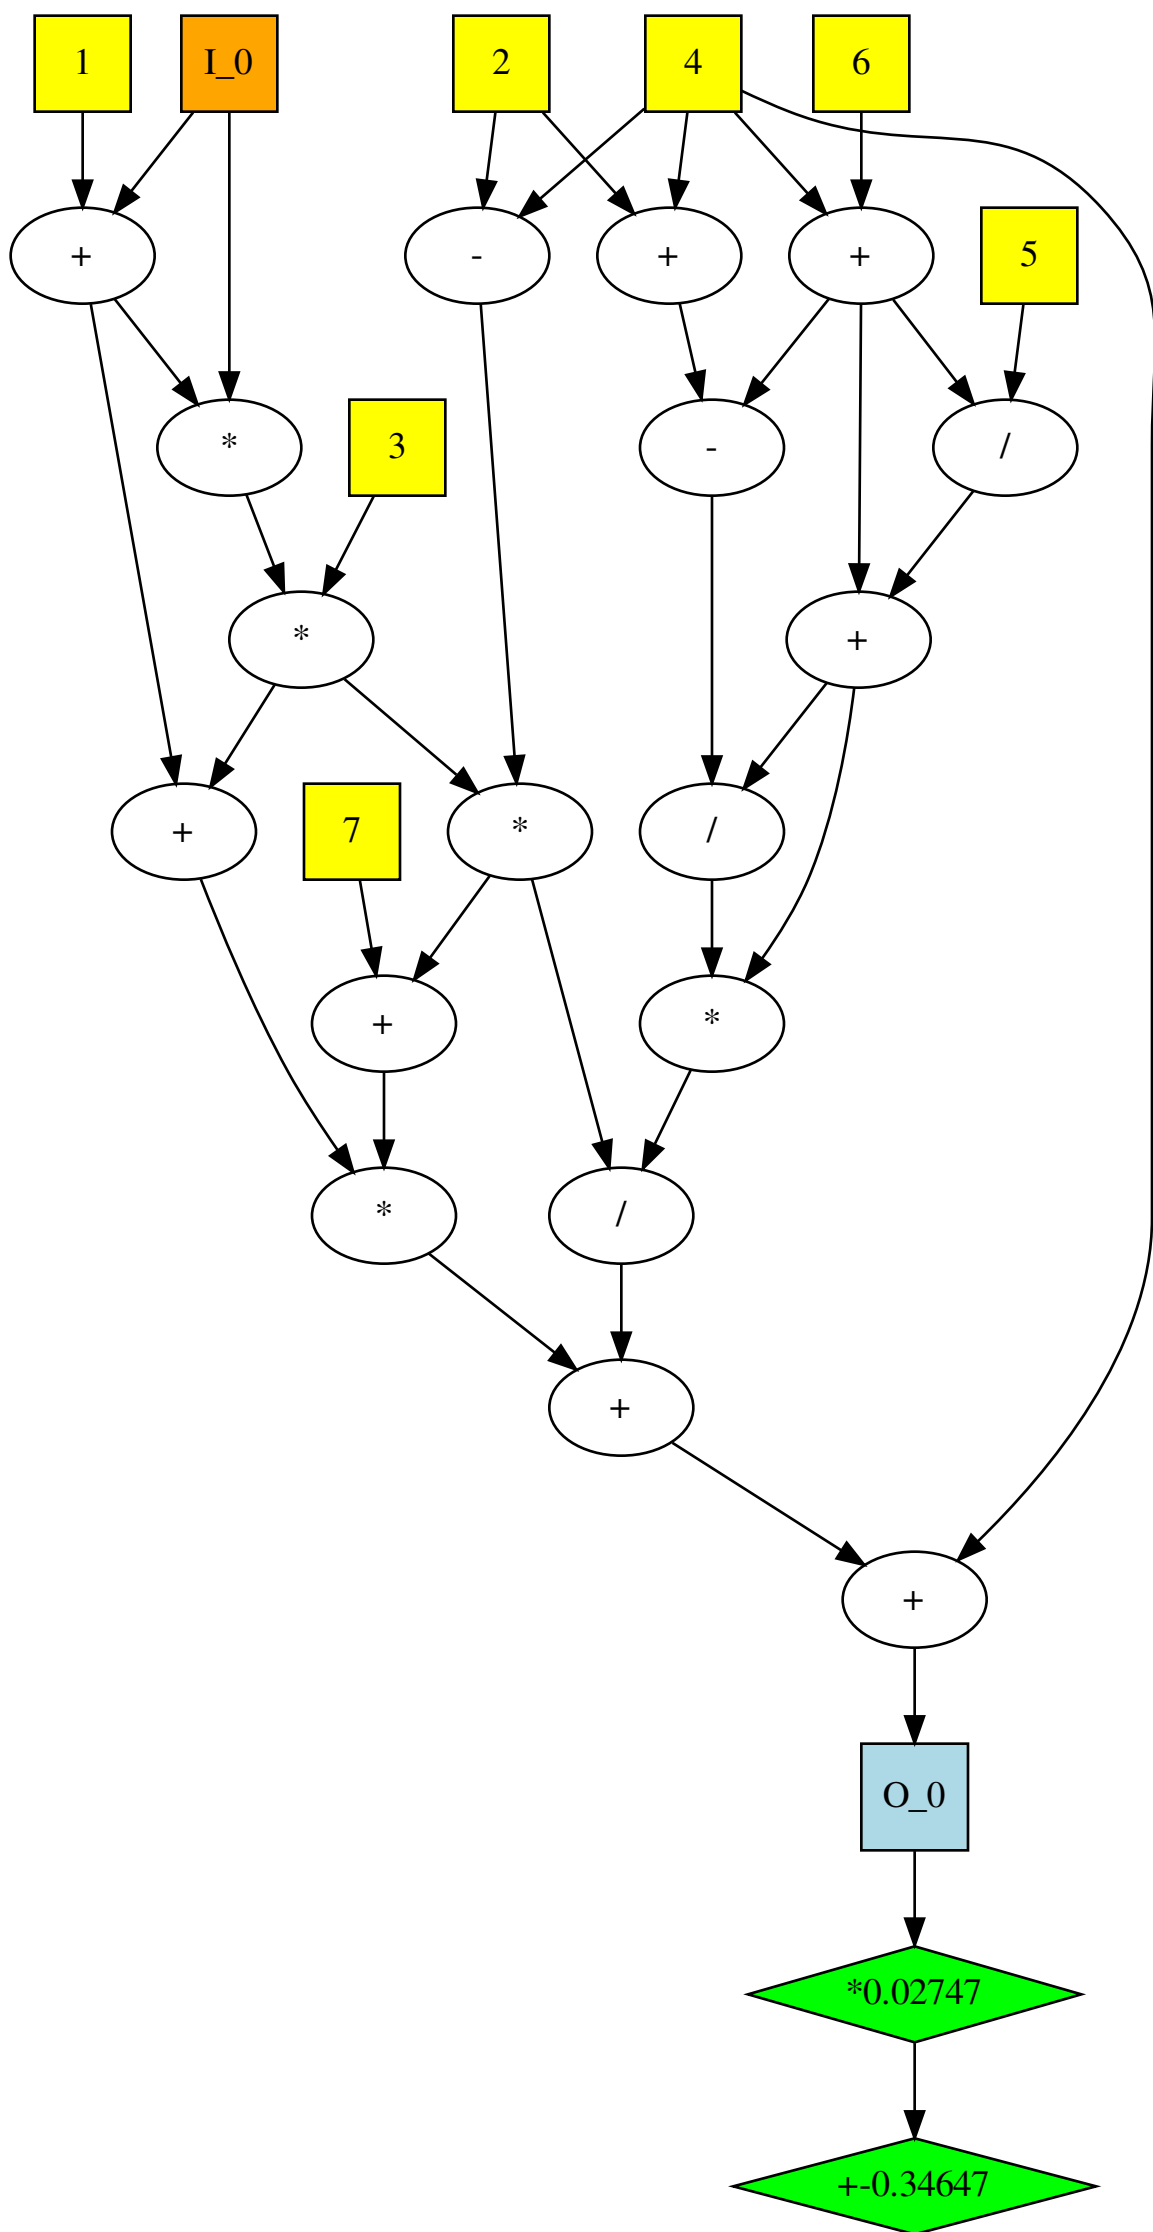 1 I_0 2 4 6
+ - + + 5
* 3 - /
* +
+ 7 * /
+ *
* /
+
+
O_0
*0.02747
+-0.34647